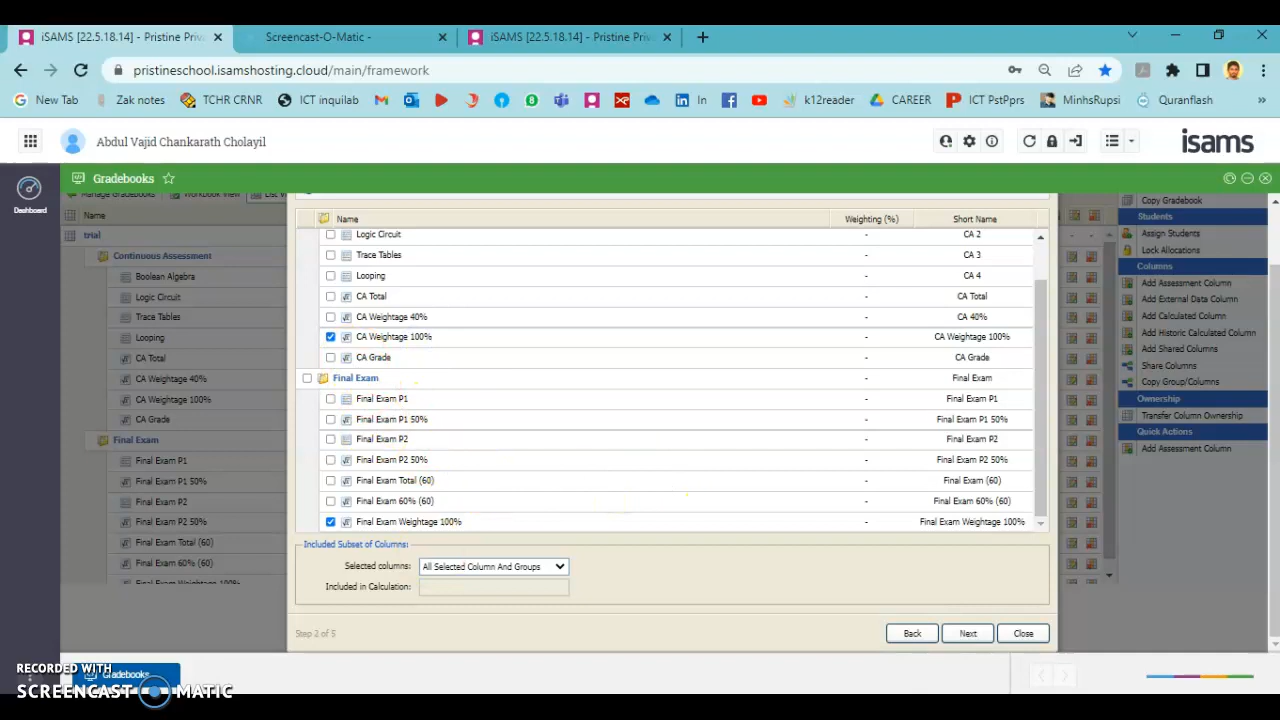 iSAMS [22.5.18.14] - Pristine Priva
Screencast-O-Matic -
iSAMS [22.5.18.14] - Pristine Priva
pristineschool.isamshosting.cloud/main/framework
New Tab Zak notes TCHR CRNR ICT inquilab In k12reader CAREER ICT PstPprs MinhsRupsi Quranflash »
Abdul Vajid Chankarath Cholayil
isams
Gradebooks
Dashboard
Manage Gradebooks Workbook View List V
Name
trial
Continuous Assessment
Boolean Algebra
Logic Circuit
Trace Tables
Looping
CA Total
CA Weightage 40%
CA Weightage 100%
CA Grade
Final Exam
Final Exam P1
Final Exam P1 50%
Final Exam P2
Final Exam P2 50%
Final Exam Total (60)
Final Exam 60% (60)
Final Exam Weightage 100%
Name Weighting (%) Short Name
Logic Circuit - CA 2
Trace Tables - CA 3
Looping - CA 4
CA Total - CA Total
CA Weightage 40% - CA 40%
CA Weightage 100% - CA Weightage 100%
CA Grade - CA Grade
Final Exam - Final Exam
Final Exam P1 - Final Exam P1
Final Exam P1 50% - Final Exam P1 50%
Final Exam P2 - Final Exam P2
Final Exam P2 50% - Final Exam P2 50%
Final Exam Total (60) - Final Exam (60)
Final Exam 60% (60) - Final Exam 60% (60)
Final Exam Weightage 100% - Final Exam Weightage 100%
Included Subset of Columns:
Selected columns: All Selected Column And Groups
Included in Calculation:
Step 2 of 5
Back Next Close
Copy Gradebook
Students
Assign Students
Lock Allocations
Columns
Add Assessment Column
Add External Data Column
Add Calculated Column
Add Historic Calculated Column
Add Shared Columns
Share Columns
Copy Group/Columns
Ownership
Transfer Column Ownership
Quick Actions
Add Assessment Column
Gradebooks
RECORDED WITH
SCREENCAST MATIC